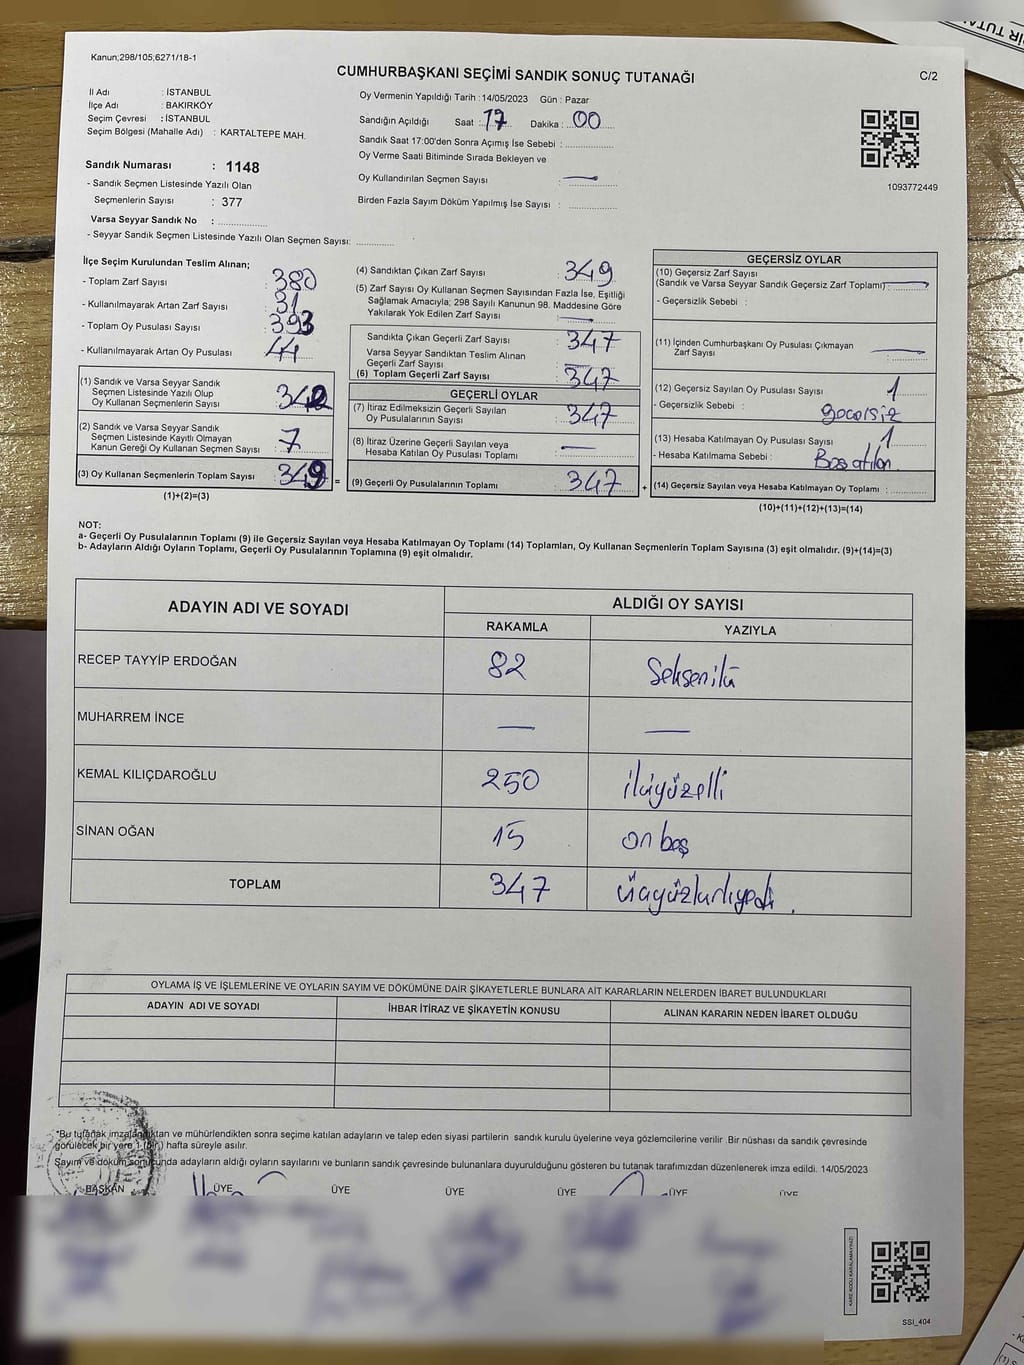 Kanun;298/105;6271/18-1
CUMHURBAŞKANI SEÇİMİ SANDIK SONUÇ TUTANAĞI
C/2
İl Adı : İSTANBUL
İlçe Adı : BAKIRKÖY
Seçim Çevresi : İSTANBUL
Seçim Bölgesi (Mahalle Adı) : KARTALTEPE MAH.
Sandık Numarası : 1148
- Sandık Seçmen Listesinde Yazılı Olan
Seçmenlerin Sayısı : 377
Varsa Seyyar Sandık No :
- Seyyar Sandık Seçmen Listesinde Yazılı Olan Seçmen Sayısı:
Oy Vermenin Yapıldığı Tarih : 14/05/2023 Gün : Pazar
Sandığın Açıldığı Saat : 17 Dakika : 00
Sandık Saat 17:00'den Sonra Açımış İse Sebebi :
Oy Verme Saati Bitiminde Sırada Bekleyen ve
Oy Kullandırılan Seçmen Sayısı : —
Birden Fazla Sayım Döküm Yapılmış İse Sayısı :
1093772449
İlçe Seçim Kurulundan Teslim Alınan;
- Toplam Zarf Sayısı : 380
- Kullanılmayarak Artan Zarf Sayısı : 31
- Toplam Oy Pusulası Sayısı : 393
- Kullanılmayarak Artan Oy Pusulası : 44
(1) Sandık ve Varsa Seyyar Sandık
Seçmen Listesinde Yazılı Olup
Oy Kullanan Seçmenlerin Sayısı : 342
(2) Sandık ve Varsa Seyyar Sandık
Seçmen Listesinde Kayıtlı Olmayan
Kanun Gereği Oy Kullanan Seçmen Sayısı : 7
(3) Oy Kullanan Seçmenlerin Toplam Sayısı : 349 =
(1)+(2)=(3)
(4) Sandıktan Çıkan Zarf Sayısı : 349
(5) Zarf Sayısı Oy Kullanan Seçmen Sayısından Fazla İse, Eşitliği
Sağlamak Amacıyla; 298 Sayılı Kanunun 98. Maddesine Göre
Yakılarak Yok Edilen Zarf Sayısı : —
Sandıkta Çıkan Geçerli Zarf Sayısı : 347
Varsa Seyyar Sandıktan Teslim Alınan
Geçerli Zarf Sayısı :
(6) Toplam Geçerli Zarf Sayısı : 347
GEÇERLİ OYLAR
(7) İtiraz Edilmeksizin Geçerli Sayılan
Oy Pusulalarının Sayısı : 347
(8) İtiraz Üzerine Geçerli Sayılan veya
Hesaba Katılan Oy Pusulası Toplamı : —
(9) Geçerli Oy Pusulalarının Toplamı : 347 +
GEÇERSİZ OYLAR
(10) Geçersiz Zarf Sayısı
(Sandık ve Varsa Seyyar Sandık Geçersiz Zarf Toplamı) : —
- Geçersizlik Sebebi :
(11) İçinden Cumhurbaşkanı Oy Pusulası Çıkmayan
Zarf Sayısı : —
(12) Geçersiz Sayılan Oy Pusulası Sayısı : 1
- Geçersizlik Sebebi : geçersiz
(13) Hesaba Katılmayan Oy Pusulası Sayısı : 1
- Hesaba Katılmama Sebebi : Boş atılan
(14) Geçersiz Sayılan veya Hesaba Katılmayan Oy Toplamı :
(10)+(11)+(12)+(13)=(14)
NOT:
a- Geçerli Oy Pusulalarının Toplamı (9) ile Geçersiz Sayılan veya Hesaba Katılmayan Oy Toplamı (14) Toplamları, Oy Kullanan Seçmenlerin Toplam Sayısına (3) eşit olmalıdır. (9)+(14)=(3)
b- Adayların Aldığı Oyların Toplamı, Geçerli Oy Pusulalarının Toplamına (9) eşit olmalıdır.
ADAYIN ADI VE SOYADI
ALDIĞI OY SAYISI
RAKAMLA YAZIYLA
RECEP TAYYİP ERDOĞAN 82 Seksen iki
MUHARREM İNCE — —
KEMAL KILIÇDAROĞLU 250 ikiyüzelli
SİNAN OĞAN 15 on beş
TOPLAM 347 üçyüzkırkyedi.
OYLAMA İŞ VE İŞLEMLERİNE VE OYLARIN SAYIM VE DÖKÜMÜNE DAİR ŞİKAYETLERLE BUNLARA AİT KARARLARIN NELERDEN İBARET BULUNDUKLARI
ADAYIN ADI VE SOYADI İHBAR İTİRAZ VE ŞİKAYETİN KONUSU ALINAN KARARIN NEDEN İBARET OLDUĞU
*Bu tutanak imzalandıktan ve mühürlendikten sonra seçime katılan adayların ve talep eden siyasi partilerin sandık kurulu üyelerine veya gözlemcilerine verilir. Bir nüshası da sandık çevresinde
görülecek bir yere 1 (bir) hafta süreyle asılır.
Sayım ve döküm sonucunda adayların aldığı oyların sayılarını ve bunların sandık çevresinde bulunanlara duyurulduğunu gösteren bu tutanak tarafımızdan düzenlenerek imza edildi. 14/05/2023
BAŞKAN ÜYE ÜYE ÜYE ÜYE ÜYE ÜYE
KARE KODU KARALAMAYINIZ!
SSI_404